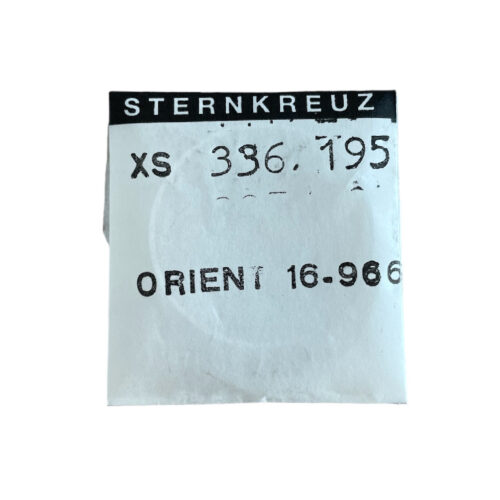 STERNKREUZ
XS 336.195
ORIENT 16-966